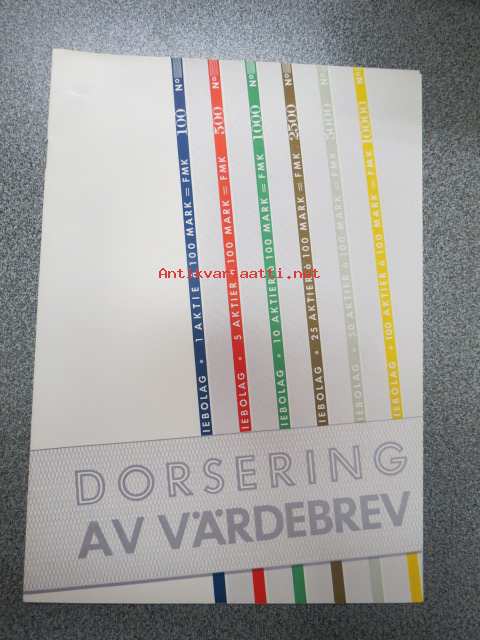 IEBOLAG * 1 AKTIE = 100 MARK = FMK 100 Nº
IEBOLAG * 5 AKTIER à 100 MARK = FMK 500 Nº
IEBOLAG * 10 AKTIER à 100 MARK = FMK 1000 Nº
IEBOLAG * 25 AKTIER à 100 MARK = FMK 2500 Nº
IEBOLAG * 50 AKTIER à 100 MARK = FMK 5000 Nº
IEBOLAG * 100 AKTIER à 100 MARK = FMK 10000 Nº
Antikvariaatti.net
DORSERING
AV VÄRDEBREV